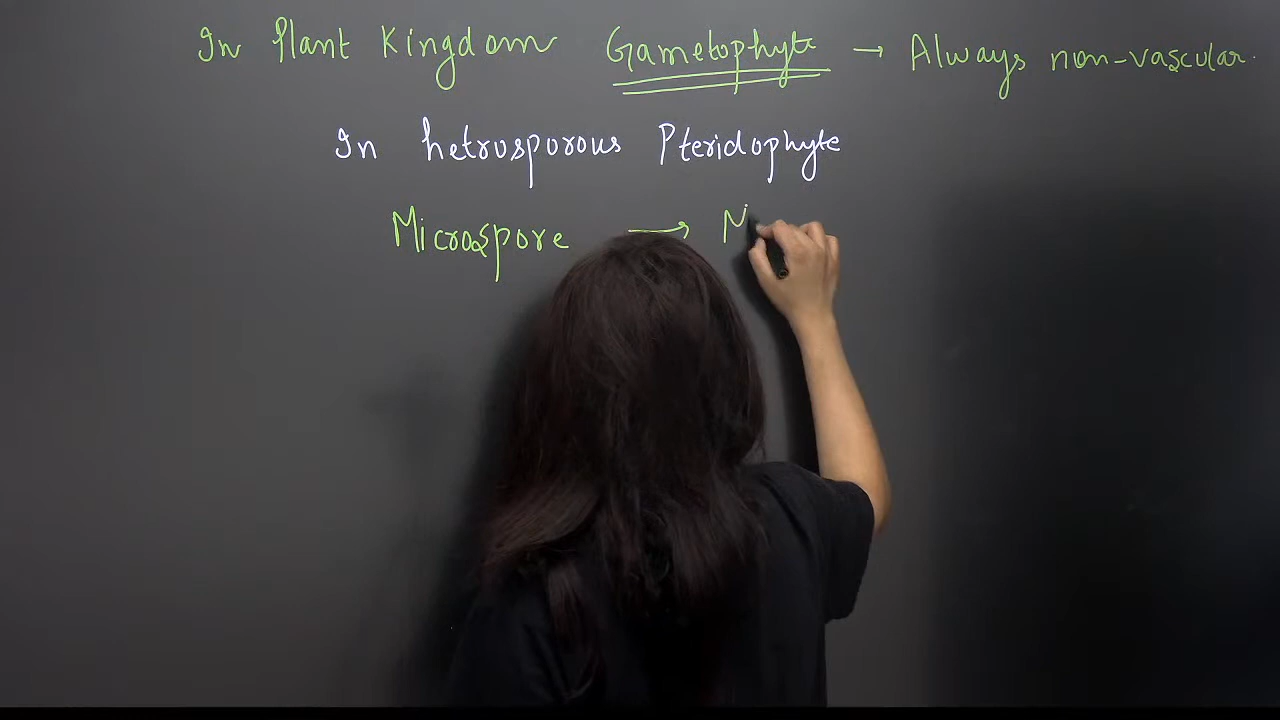 In Plant Kingdom Gametophyte → Always non-vascular.
In hetrosporous Pteridophyte
Microspore →